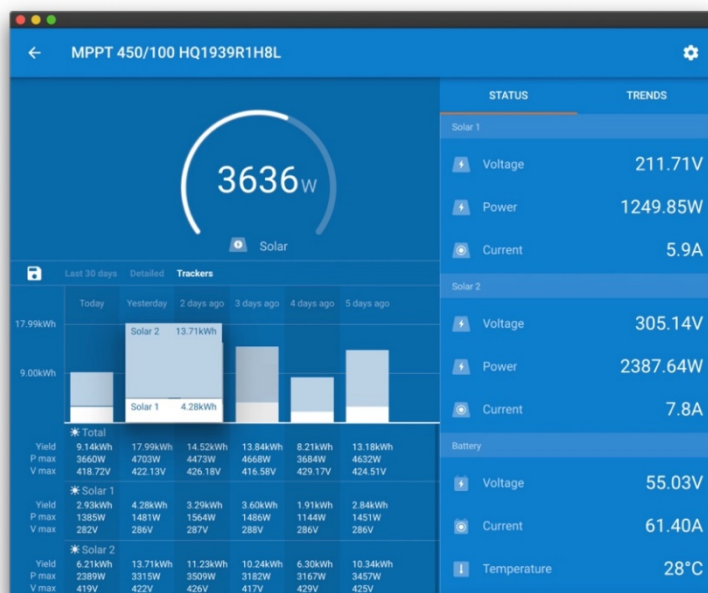 MPPT 450/100 HQ1939R1H8L
3636W
Solar
Last 30 days Detailed Trackers
Today Yesterday 2 days ago 3 days ago 4 days ago 5 days ago
17.99kWh
Solar 2 13.71kWh
9.00kWh
Solar 1 4.28kWh
Total
Yield 9.14kWh 17.99kWh 14.52kWh 13.84kWh 8.21kWh 13.18kWh
P max 3660W 4703W 4473W 4668W 3684W 4632W
V max 418.72V 422.13V 426.18V 416.58V 429.17V 424.51V
Solar 1
Yield 2.93kWh 4.28kWh 3.29kWh 3.60kWh 1.91kWh 2.84kWh
P max 1385W 1481W 1564W 1486W 1144W 1451W
V max 282V 286V 287V 288V 286V 286V
Solar 2
Yield 6.21kWh 13.71kWh 11.23kWh 10.24kWh 6.30kWh 10.34kWh
P max 2389W 3315W 3509W 3182W 3167W 3457W
V max 419V 422V 426V 417V 429V 425V
STATUS TRENDS
Solar 1
Voltage 211.71V
Power 1249.85W
Current 5.9A
Solar 2
Voltage 305.14V
Power 2387.64W
Current 7.8A
Battery
Voltage 55.03V
Current 61.40A
Temperature 28°C